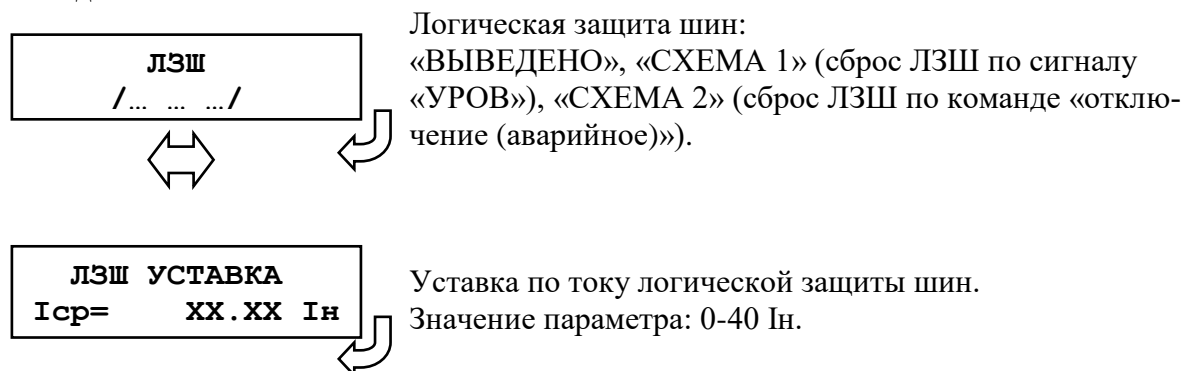 Логическая защита шин:
ЛЗШ
/… … …/
«ВЫВЕДЕНО», «СХЕМА 1» (сброс ЛЗШ по сигналу
«УРОВ»), «СХЕМА 2» (сброс ЛЗШ по команде «отклю-
чение (аварийное)»).
ЛЗШ УСТАВКА
Iср= XX.XX Iн
Уставка по току логической защиты шин.
Значение параметра: 0-40 Iн.